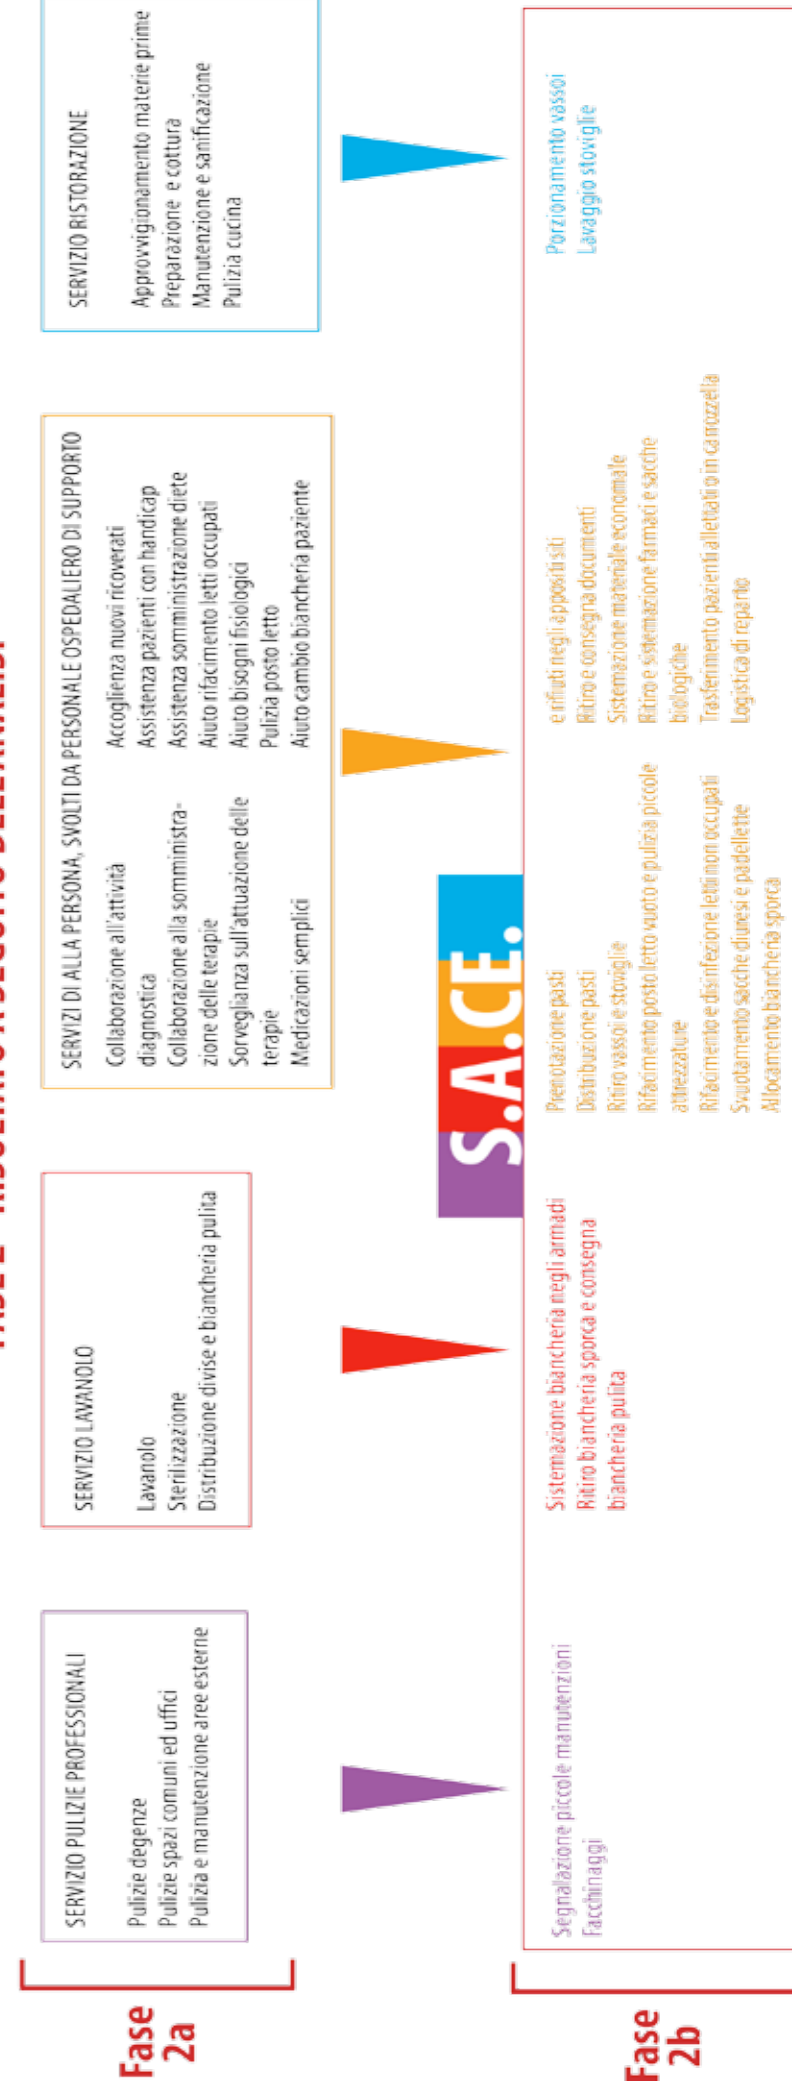 Fase
2a
SERVIZIO PULIZIE PROFESSIONALI
Pulizie degenze
Pulizie spazi comuni ed uffici
Pulizia e manutenzione aree esterne
SERVIZIO LAVANOLO
Lavanolo
Sterilizzazione
Distribuzione divise e biancheria pulita
SERVIZI DI ALLA PERSONA, SVOLTI DA PERSONALE OSPEDALIERO DI SUPPORTO
Collaborazione all'attività
diagnostica
Collaborazione alla somministra-
zione delle terapie
Sorveglianza sull'attuazione delle
terapie
Medicazioni semplici
Accoglienza nuovi ricoverati
Assistenza pazienti con handicap
Assistenza somministrazione diete
Aiuto rifacimento letti occupati
Aiuto bisogni fisiologici
Pulizia posto letto
Aiuto cambio biancheria paziente
SERVIZIO RISTORAZIONE
Approvvigionamento materie prime
Preparazione e cottura
Manutenzione e sanificazione
Pulizia cucina
S.A.CE.
Fase
2b
Segnalazione piccole manutenzioni
Facchinaggi
Sistemazione biancheria negli armadi
Ritiro biancheria sporca e consegna
biancheria pulita
Prenotazione pasti
Distribuzione pasti
Ritiro vassoi e stoviglie
Rifacimento posto letto vuoto e pulizia piccole
attrezzature
Rifacimento e disinfezione letti non occupati
Svuotamento sacche diuresi e padellette
Allocamento biancheria sporca
e rifiuti negli appositi siti
Ritiro e consegna documenti
Sistemazione materiale economale
Ritiro e sistemazione farmaci e sacche
biologiche
Trasferimento pazienti allettati o in carrozzella
Logistica di reparto
Porzionamento vassoi
Lavaggio stoviglie